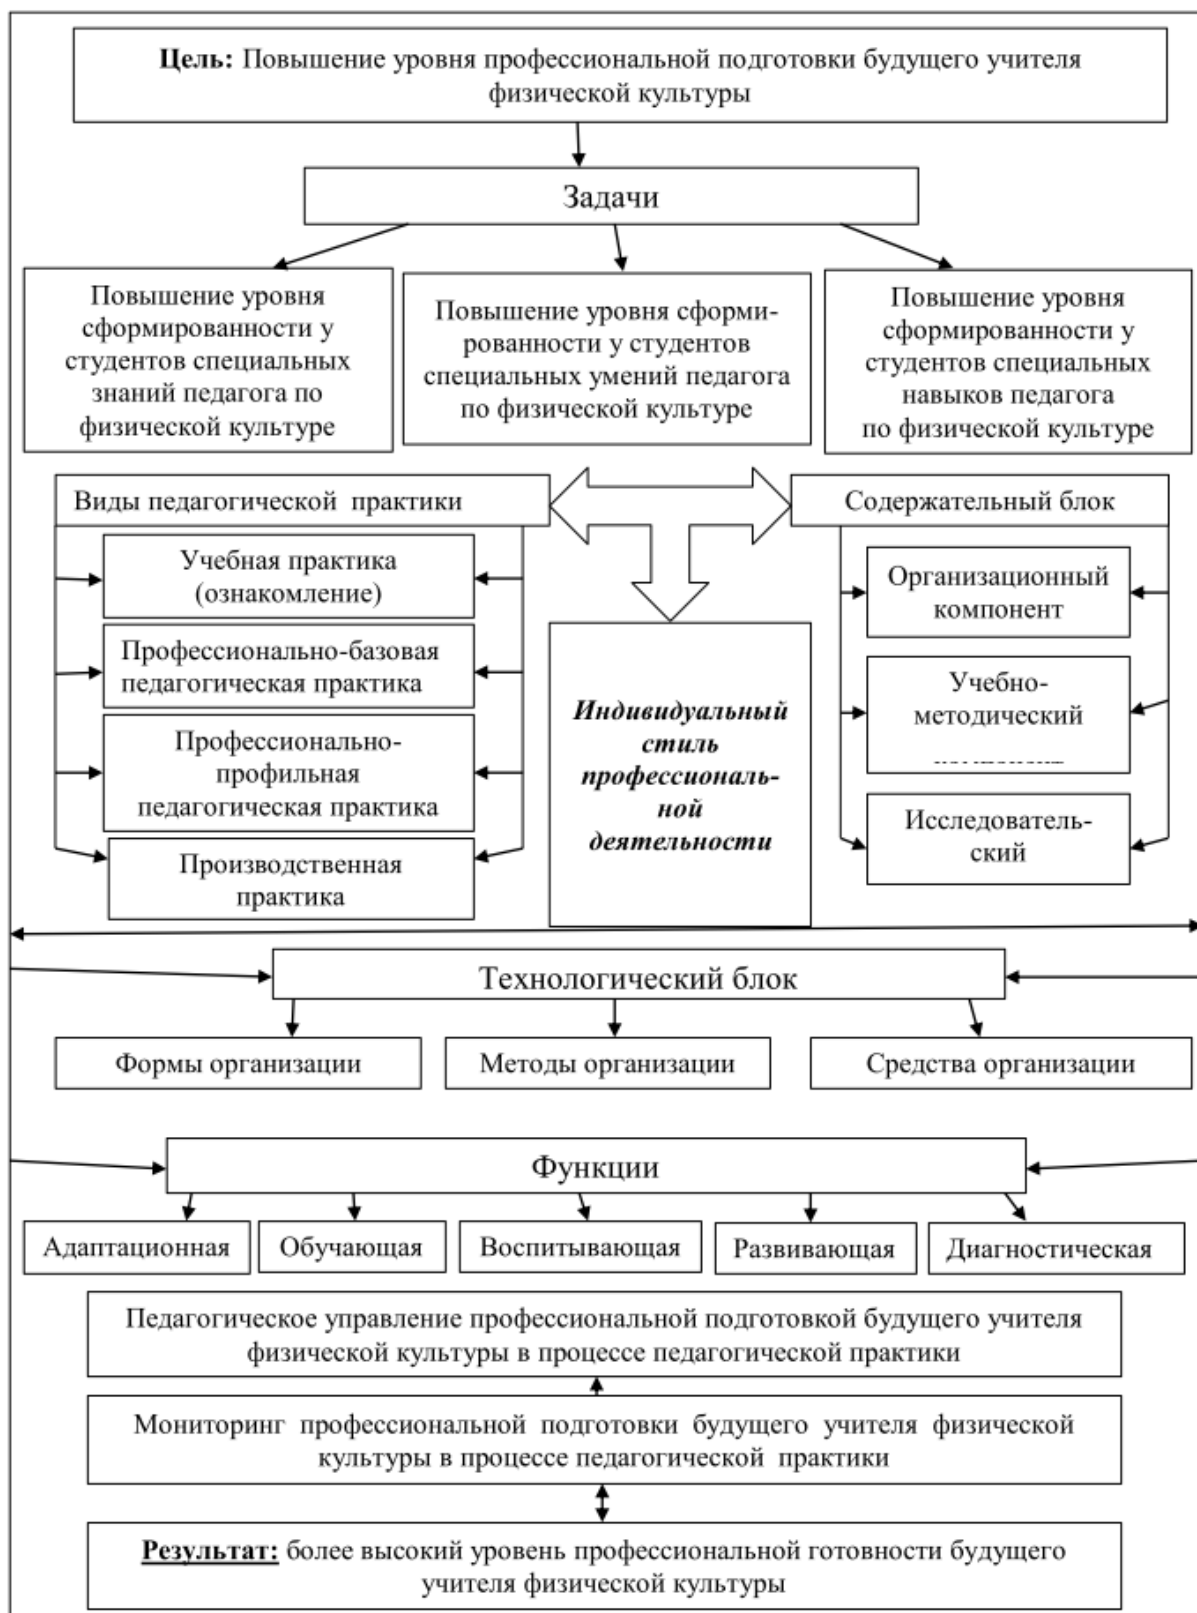 Цель: Повышение уровня профессиональной подготовки будущего учителя
физической культуры
Задачи
Повышение уровня
сформированности у
студентов специальных
знаний педагога по
физической культуре
Повышение уровня сформи-
рованности у студентов
специальных умений педагога
по физической культуре
Повышение уровня
сформированности у
студентов специальных
навыков педагога
по физической культуре
Виды педагогической практики
Учебная практика
(ознакомление)
Профессионально-базовая
педагогическая практика
Профессионально-
профильная
педагогическая практика
Производственная
практика
Индивидуальный
стиль
профессиональ-
ной
деятельности
Содержательный блок
Организационный
компонент
Учебно-
методический
Исследователь-
ский
Технологический блок
Формы организации
Методы организации
Средства организации
Функции
Адаптационная
Обучающая
Воспитывающая
Развивающая
Диагностическая
Педагогическое управление профессиональной подготовкой будущего учителя
физической культуры в процессе педагогической практики
Мониторинг профессиональной подготовки будущего учителя физической
культуры в процессе педагогической практики
Результат: более высокий уровень профессиональной готовности будущего
учителя физической культуры